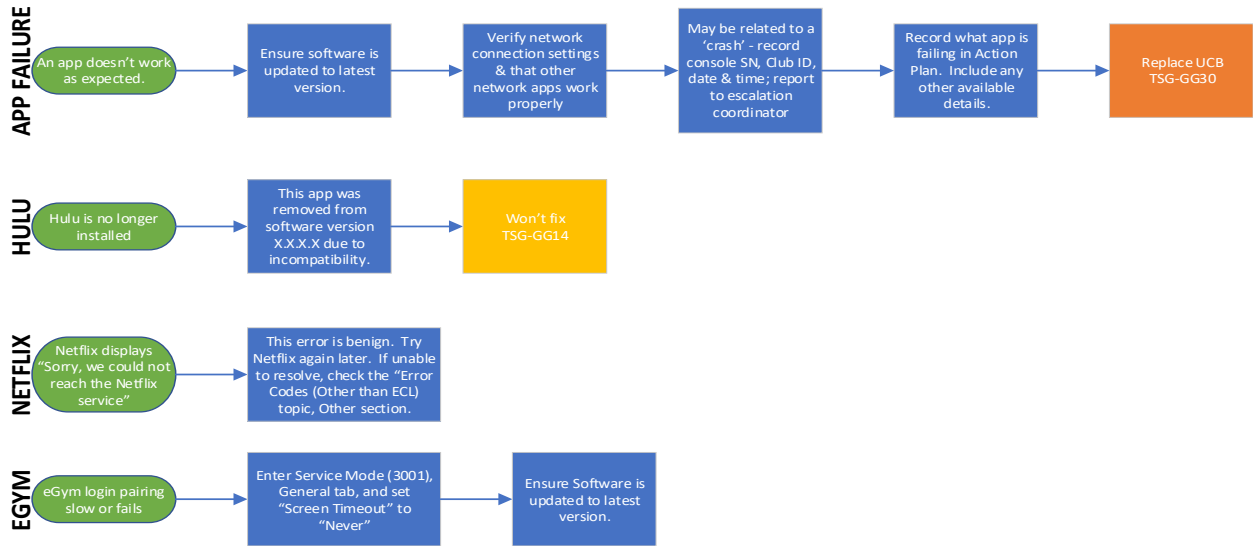 APP FAILURE
An app doesn't work
as expected.
Ensure software is
updated to latest
version.
Verify network
connection settings
& that other
network apps work
properly
May be related to a
'crash' - record
console SN, Club ID,
date & time; report
to escalation
coordinator
Record what app is
failing in Action
Plan. Include any
other available
details.
Replace UCB
TSG-GG30
HULU
Hulu is no longer
installed
This app was
removed from
software version
X.X.X.X due to
incompatibility.
Won't fix
TSG-GG14
NETFLIX
Netflix displays
"Sorry, we could not
reach the Netflix
service"
This error is benign. Try
Netflix again later. If unable
to resolve, check the "Error
Codes (Other than ECL)
topic, Other section.
EGYM
eGym login pairing
slow or fails
Enter Service Mode (3001),
General tab, and set
"Screen Timeout" to
"Never"
Ensure Software is
updated to latest
version.